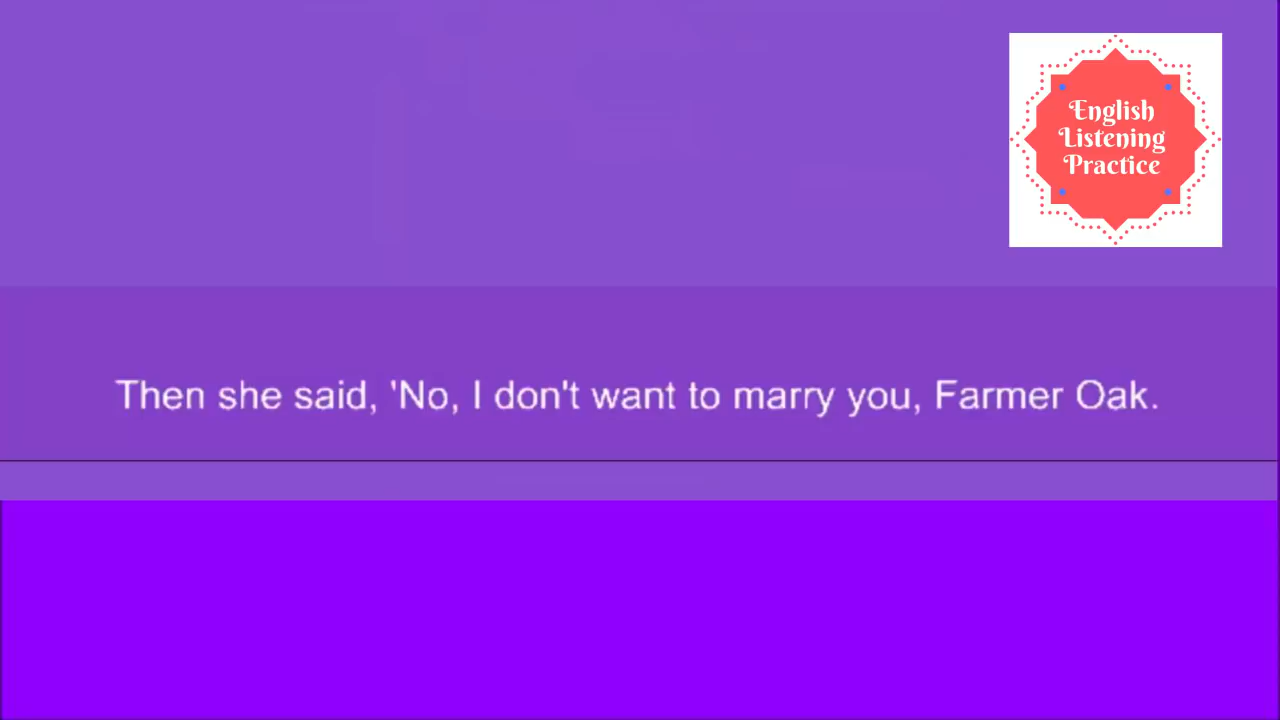 English
Listening
Practice
Then she said, 'No, I don't want to marry you, Farmer Oak.